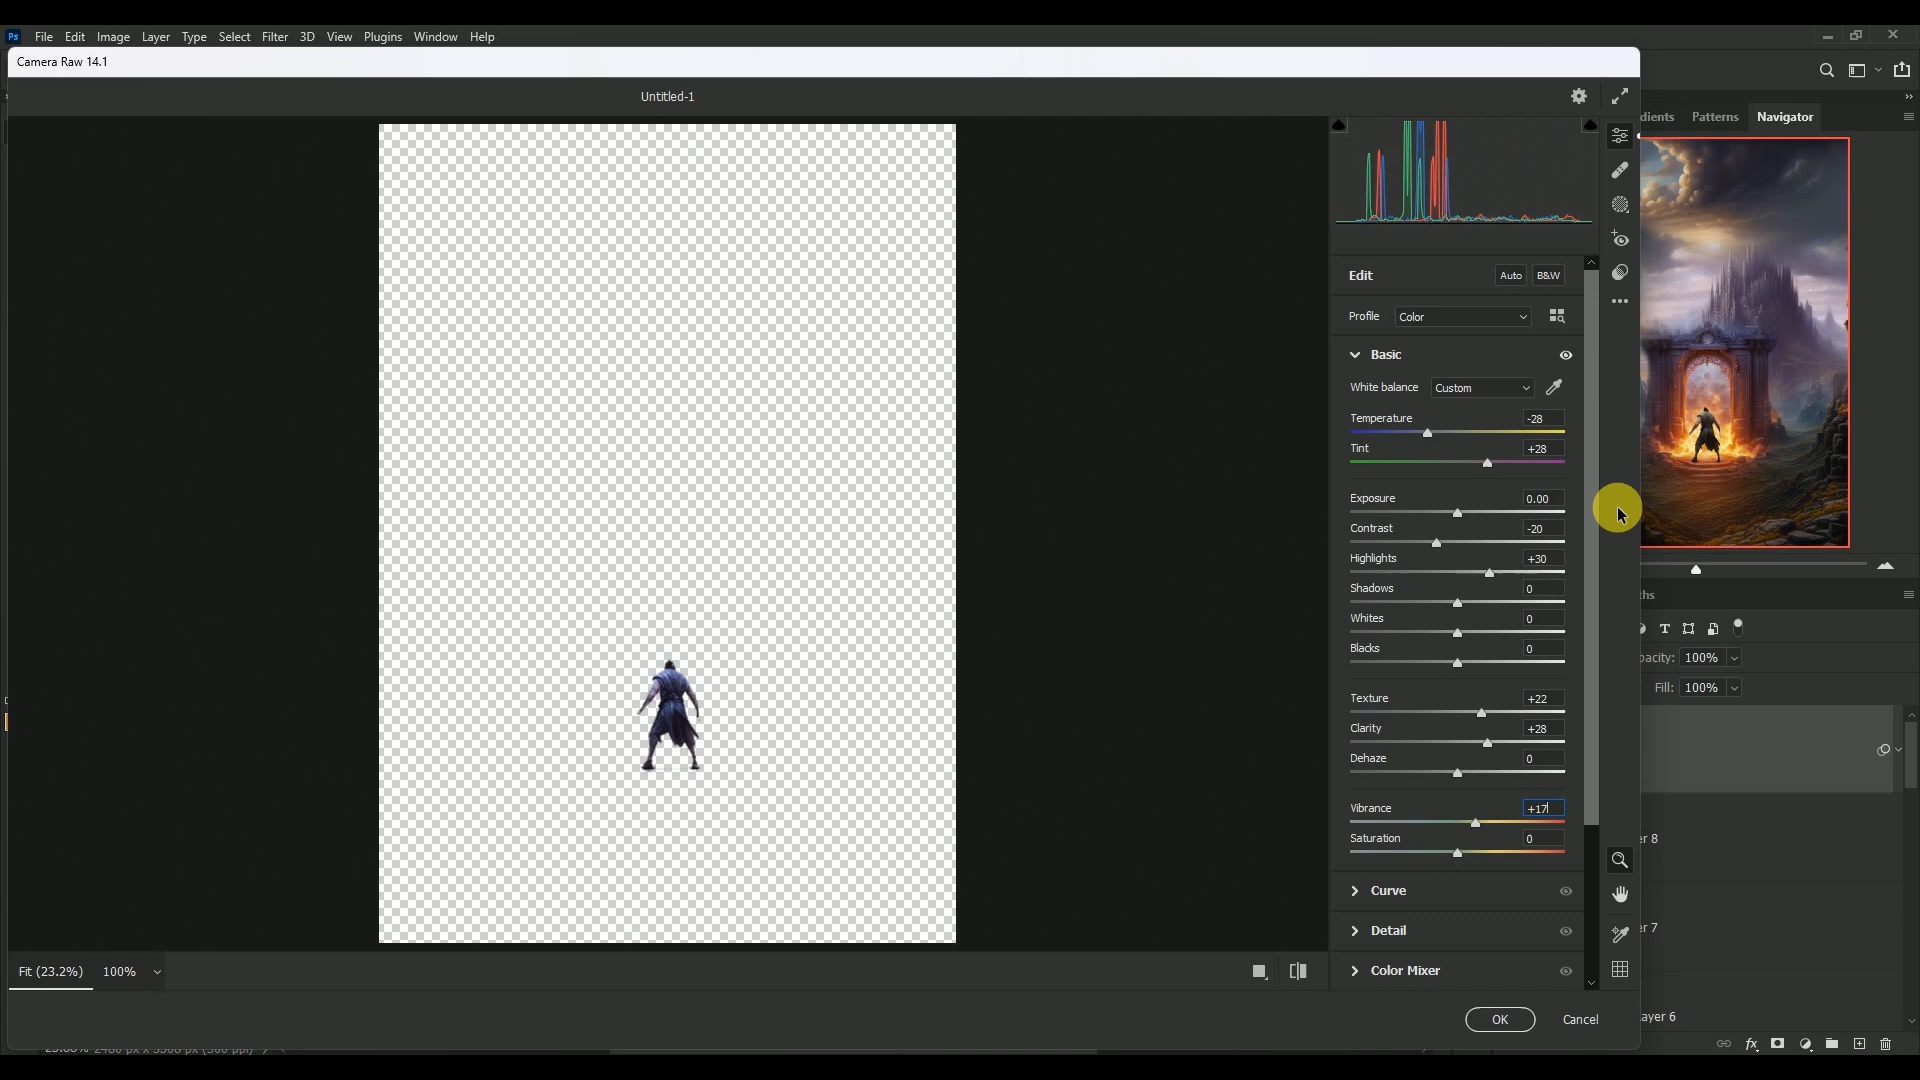 Ps File Edit Image Layer Type Select Filter 3D View Plugins Window Help
Camera Raw 14.1
Untitled-1
dients Patterns Navigator
Edit Auto B&W
Profile Color
Basic
White balance Custom
Temperature -28
Tint +28
Exposure 0.00
Contrast -20
Highlights +30
Shadows 0
Whites 0
Blacks 0
Texture +22
Clarity +28
Dehaze 0
Vibrance +17
Saturation 0
Curve
Detail
Color Mixer
ths
T
pacity: 100%
Fill: 100%
er 8
er 7
ayer 6
fx
Fit (23.2%) 100%
OK Cancel